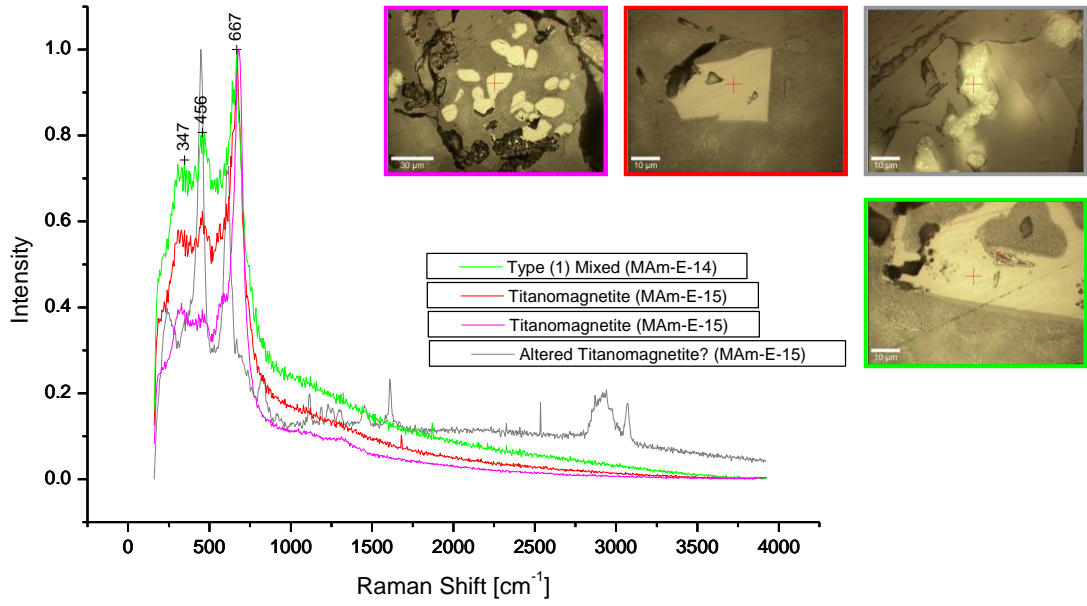 347
456
667
30 µm
10 µm
10 µm
10 µm
1.0
0.8
0.6
0.4
0.2
0.0
Intensity
Type (1) Mixed (MAm-E-14)
Titanomagnetite (MAm-E-15)
Titanomagnetite (MAm-E-15)
Altered Titanomagnetite? (MAm-E-15)
0 500 1000 1500 2000 2500 3000 3500 4000
Raman Shift [cm⁻¹]